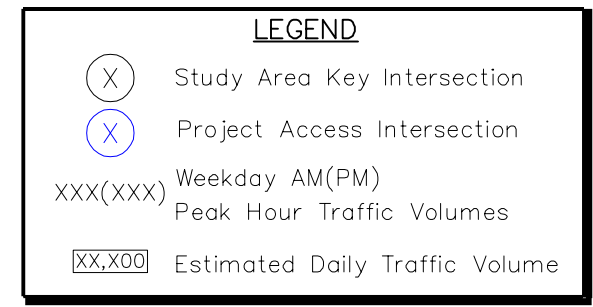 LEGEND
X Study Area Key Intersection
X Project Access Intersection
XXX(XXX) Weekday AM(PM)
Peak Hour Traffic Volumes
XX,X00 Estimated Daily Traffic Volume